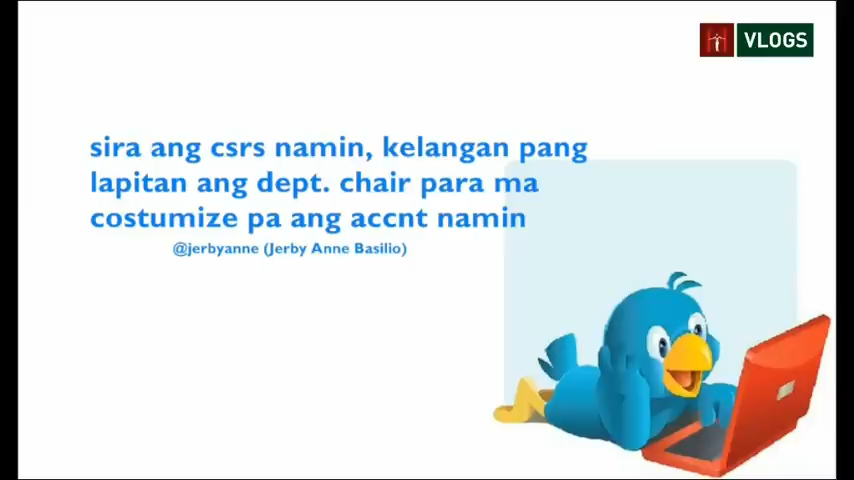 VLOGS
sira ang csrs namin, kelangan pang
lapitan ang dept. chair para ma
costumize pa ang accnt namin
@jerbyanne (Jerby Anne Basilio)